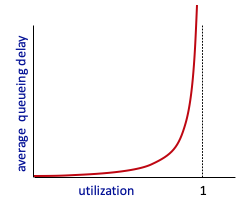 average queueing delay
utilization
1